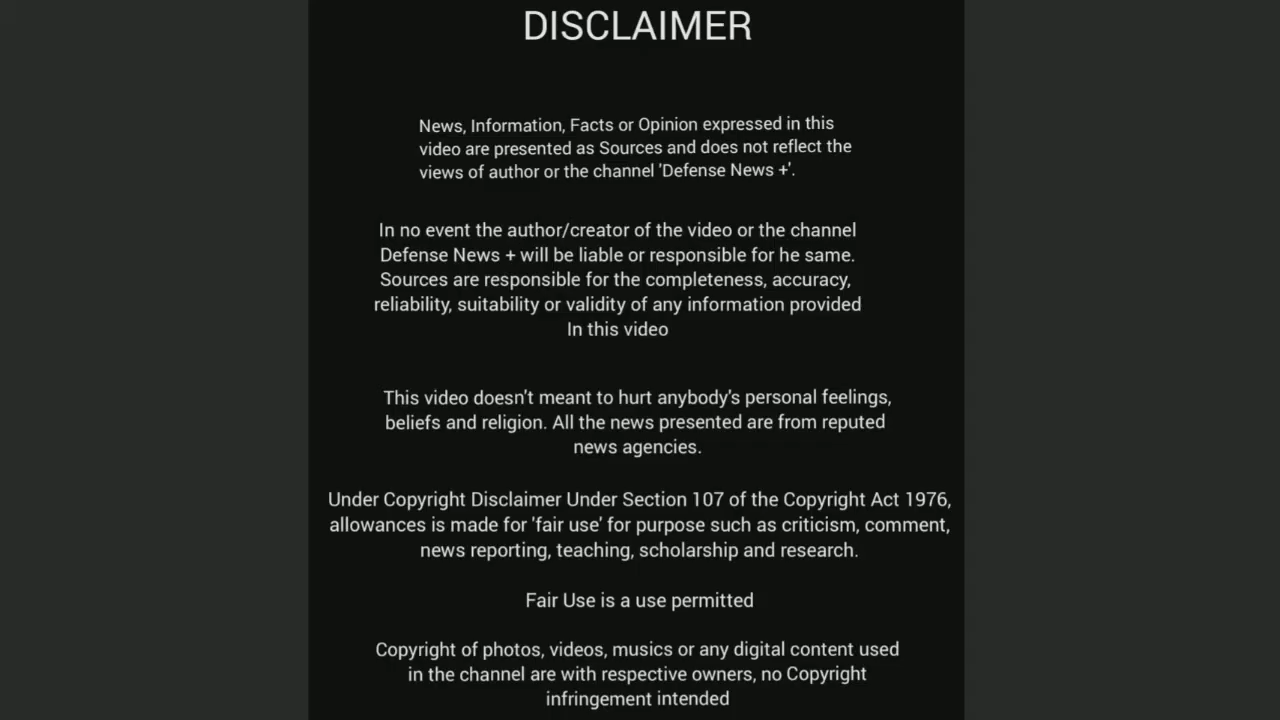 DISCLAIMER
News, Information, Facts or Opinion expressed in this
video are presented as Sources and does not reflect the
views of author or the channel 'Defense News +'.
In no event the author/creator of the video or the channel
Defense News + will be liable or responsible for he same.
Sources are responsible for the completeness, accuracy,
reliability, suitability or validity of any information provided
In this video
This video doesn't meant to hurt anybody's personal feelings,
beliefs and religion. All the news presented are from reputed
news agencies.
Under Copyright Disclaimer Under Section 107 of the Copyright Act 1976,
allowances is made for 'fair use' for purpose such as criticism, comment,
news reporting, teaching, scholarship and research.
Fair Use is a use permitted
Copyright of photos, videos, musics or any digital content used
in the channel are with respective owners, no Copyright
infringement intended